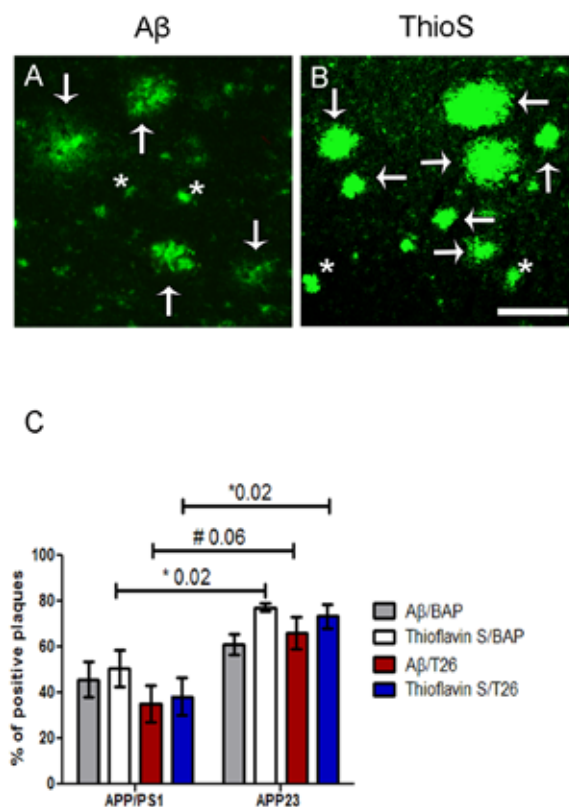 Aβ ThioS
A B
* * * *
C
*0.02
# 0.06
* 0.02
% of positive plaques
100
80
60
40
20
0
APP/PS1 APP23
Aβ/BAP
Thioflavin S/BAP
Aβ/T26
Thioflavin S/T26